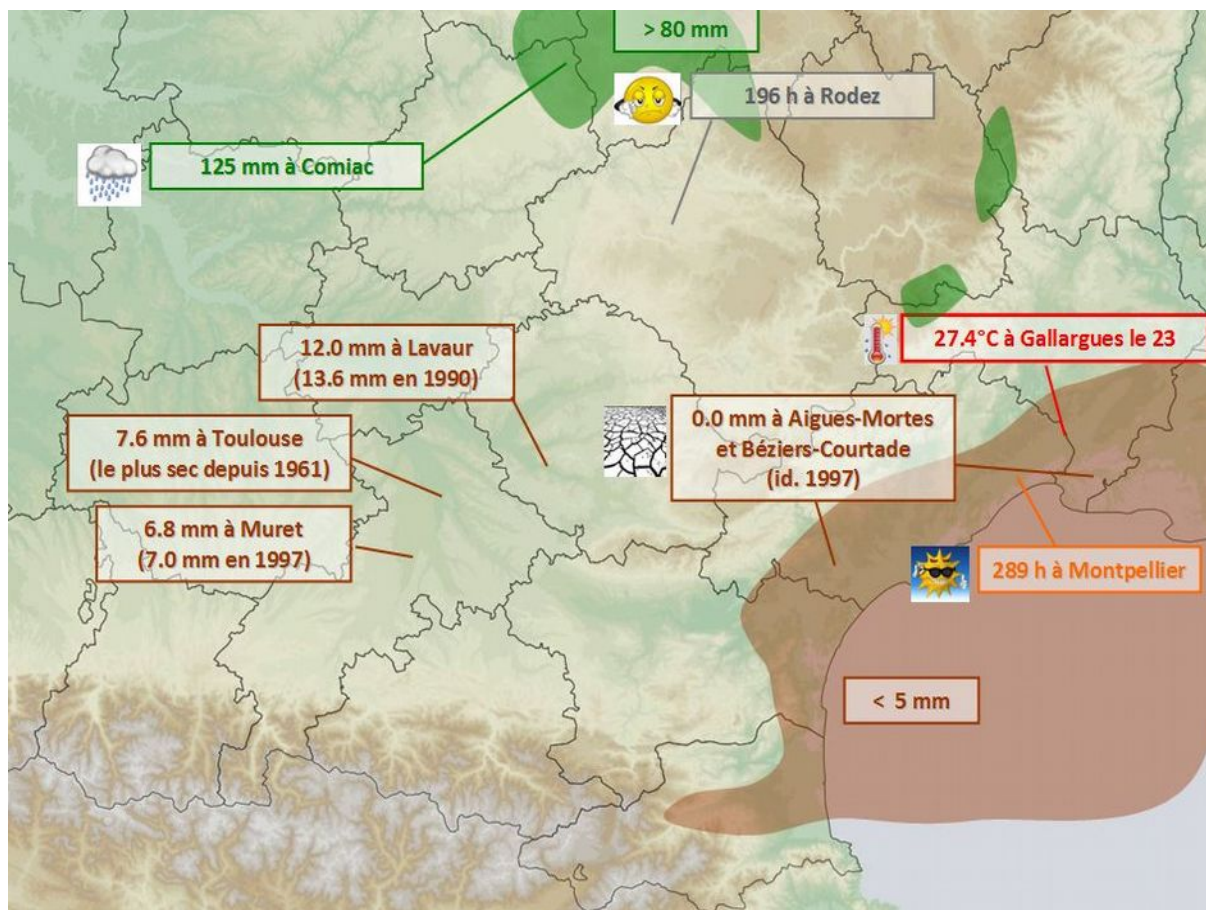 > 80 mm
196 h à Rodez
125 mm à Comiac
27.4°C à Gallargues le 23
12.0 mm à Lavaur
(13.6 mm en 1990)
0.0 mm à Aigues-Mortes
et Béziers-Courtade
(id. 1997)
7.6 mm à Toulouse
(le plus sec depuis 1961)
6.8 mm à Muret
(7.0 mm en 1997)
289 h à Montpellier
< 5 mm